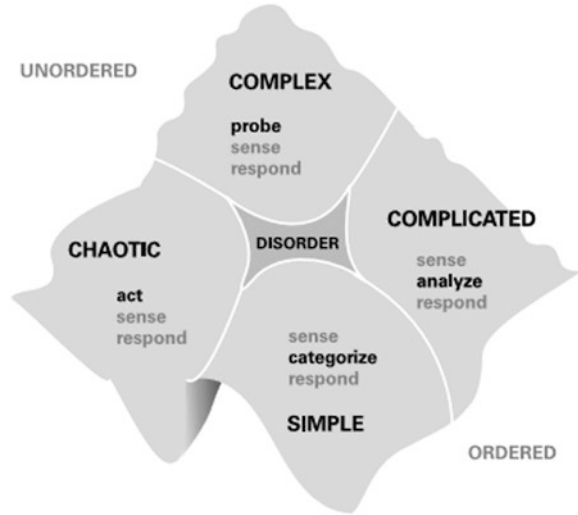 UNORDERED
COMPLEX
probe
sense
respond
CHAOTIC
act
sense
respond
DISORDER
COMPLICATED
sense
analyze
respond
sense
categorize
respond
SIMPLE
ORDERED